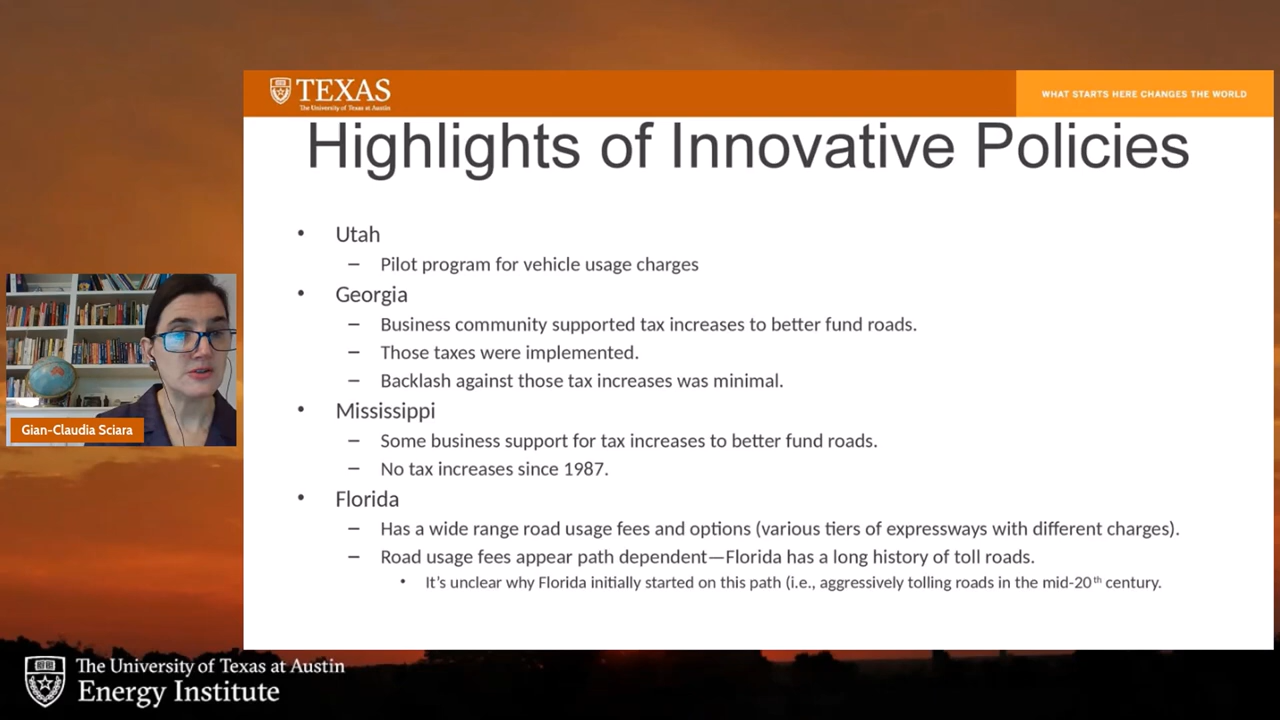 TEXAS
The University of Texas at Austin
WHAT STARTS HERE CHANGES THE WORLD
Highlights of Innovative Policies
• Utah
– Pilot program for vehicle usage charges
• Georgia
– Business community supported tax increases to better fund roads.
– Those taxes were implemented.
– Backlash against those tax increases was minimal.
• Mississippi
– Some business support for tax increases to better fund roads.
– No tax increases since 1987.
• Florida
– Has a wide range road usage fees and options (various tiers of expressways with different charges).
– Road usage fees appear path dependent—Florida has a long history of toll roads.
• It's unclear why Florida initially started on this path (i.e., aggressively tolling roads in the mid-20th century.
Gian-Claudia Sciara
The University of Texas at Austin
Energy Institute